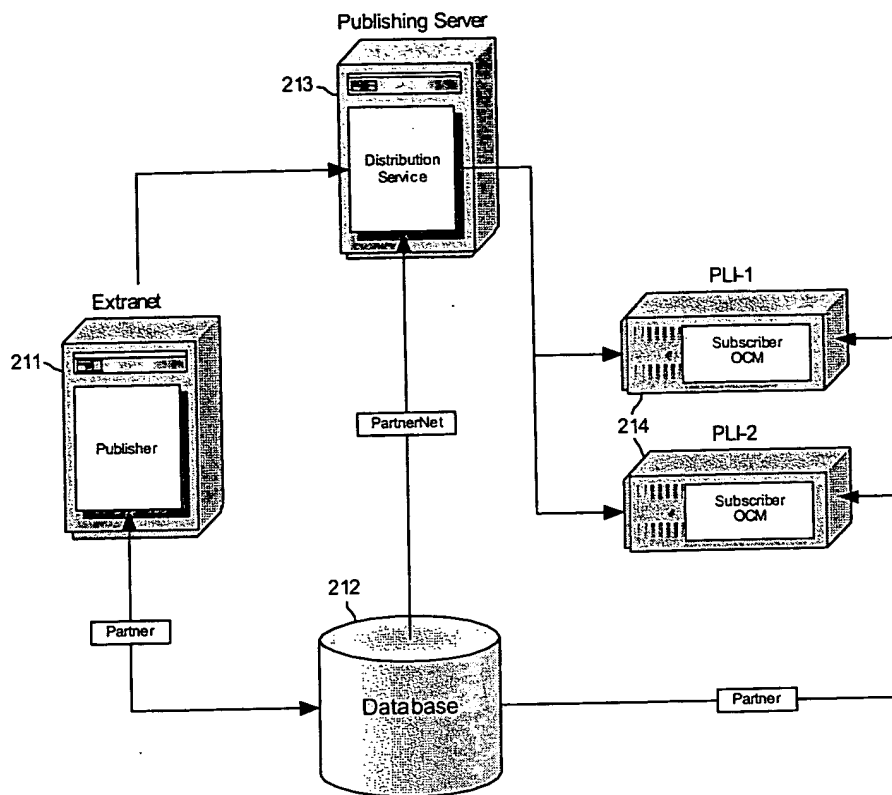 Publishing Server
213
Distribution
Service
Extranet
211
Publisher
PLI-1
Subscriber
OCM
214
PartnerNet
PLI-2
Subscriber
OCM
212
Partner
Database
Partner